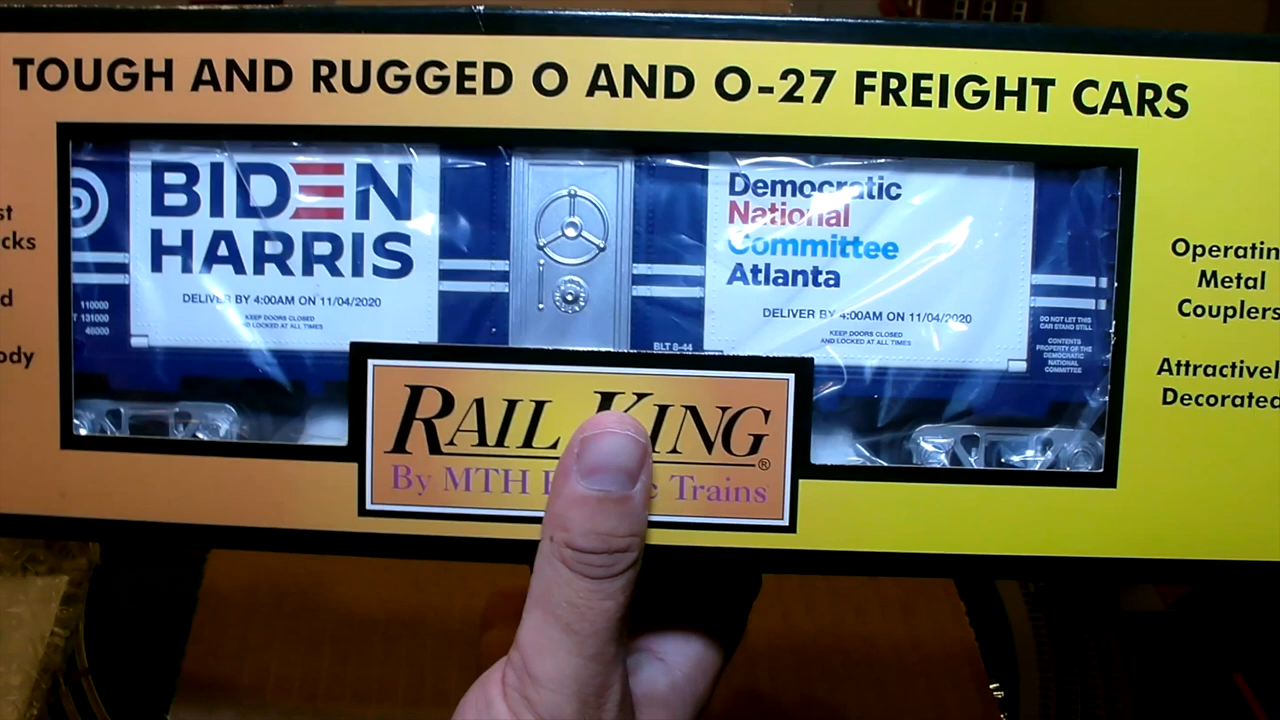 TOUGH AND RUGGED O AND O-27 FREIGHT CARS
BIDEN
HARRIS
DELIVER BY 4:00AM ON 11/04/2020
KEEP DOORS CLOSED
AND LOCKED AT ALL TIMES
110000
131000
48000
BLT 8-44
Democratic
National
Committee
Atlanta
DELIVER BY 4:00AM ON 11/04/2020
KEEP DOORS CLOSED
AND LOCKED AT ALL TIMES
DO NOT LET THIS
CAR STAND STILL
CONTENTS
PROPERTY OF THE
DEMOCRATIC
NATIONAL
COMMITTEE
Metal
Attractively
Decorated
RAIL KING®
By MTH Trains